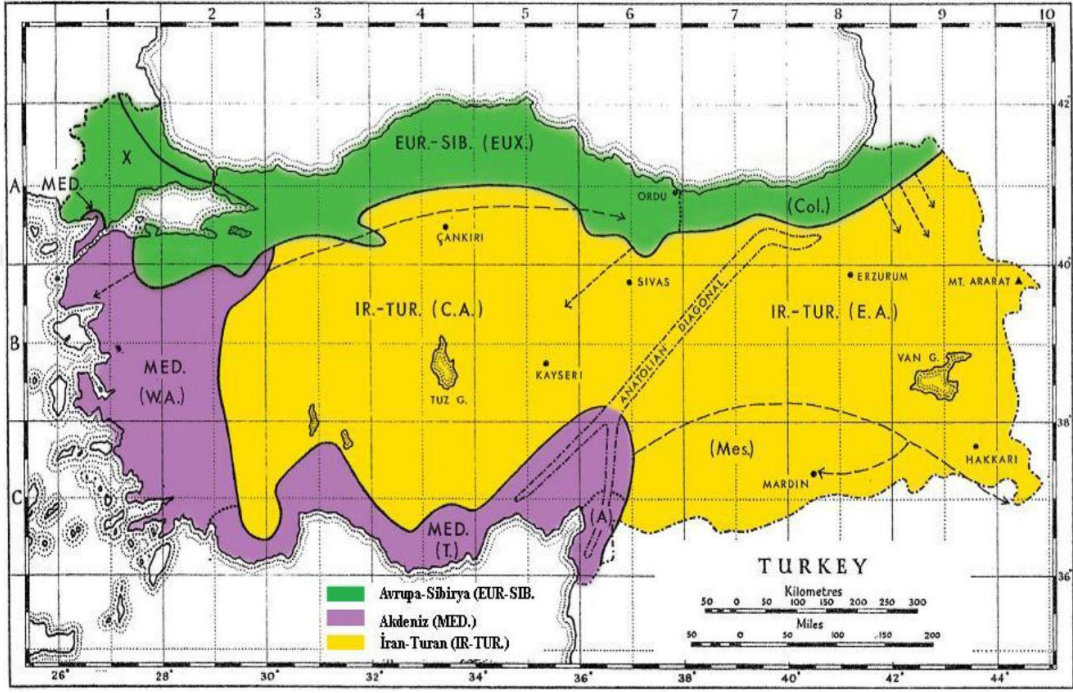 1 2 3 4 5 6 7 8 9 10
42°
EUR.-SIB. (EUX.)
X
A
MED.
ORDU
(Col.)
ÇANKIRI
40
SIVAS
ERZURUM
MT. ARARAT
IR.-TUR. (C.A.)
IR.-TUR. (E.A.)
ANATOLIAN DIAGONAL
B
MED.
(W.A.)
TUZ G.
KAYSERI
VAN G.
38
(Mes.)
HAKKARI
MARDIN
C
MED.
(T.)
(A)
36
TURKEY
Kilometres
50 0 50 100 150 200 250 300
Miles
50 0 50 100 150 200
Avrupa-Sibirya (EUR-SIB.
Akdeniz (MED.)
İran-Turan (IR-TUR.)
26° 28° 30° 32° 34° 36° 38° 40° 42° 44°